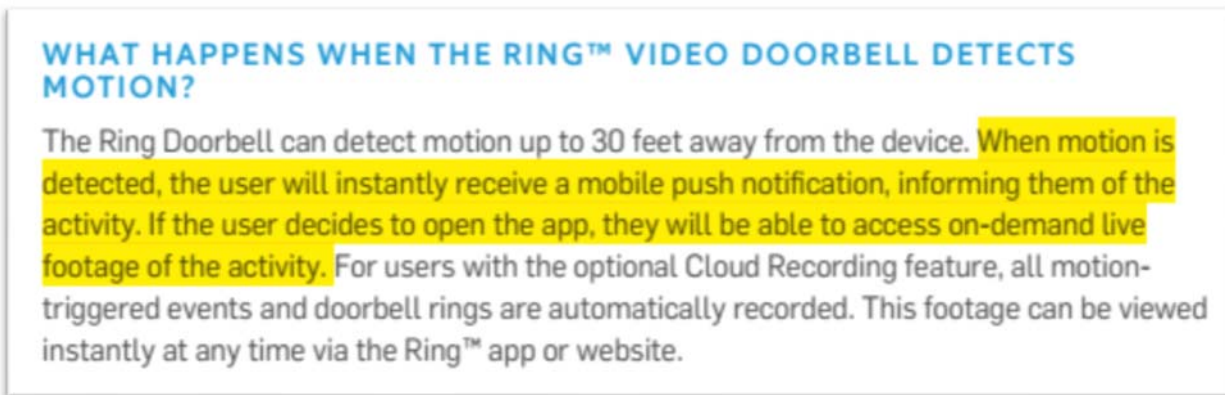 WHAT HAPPENS WHEN THE RING™ VIDEO DOORBELL DETECTS
MOTION?
The Ring Doorbell can detect motion up to 30 feet away from the device. When motion is
detected, the user will instantly receive a mobile push notification, informing them of the
activity. If the user decides to open the app, they will be able to access on-demand live
footage of the activity. For users with the optional Cloud Recording feature, all motion-
triggered events and doorbell rings are automatically recorded. This footage can be viewed
instantly at any time via the Ring™ app or website.